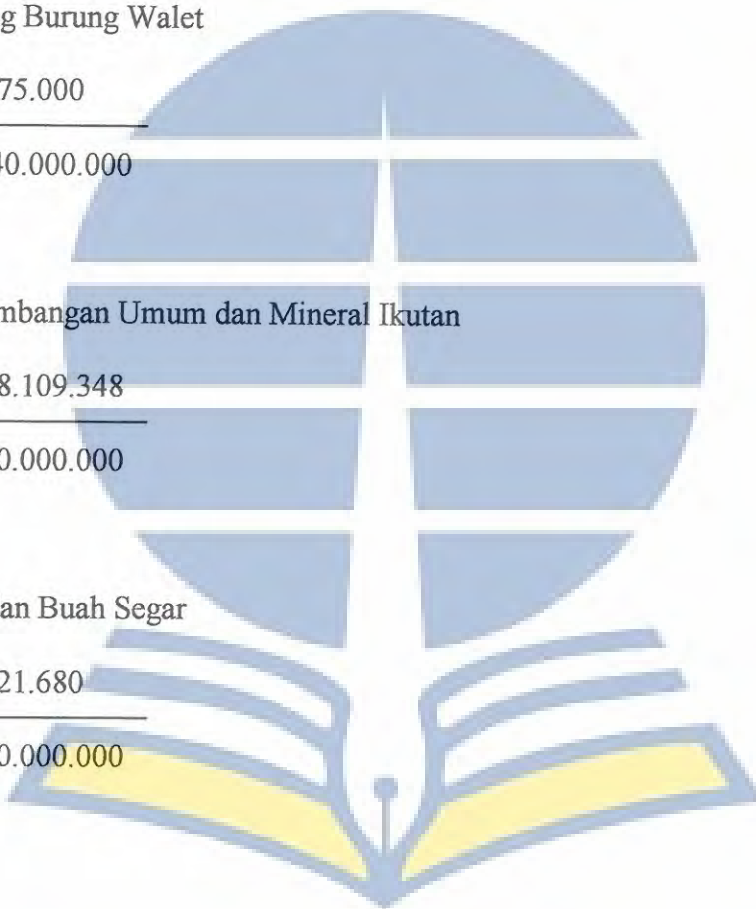 g Burung Walet
75.000
40.000.000
mbangan Umum dan Mineral Ikutan
8.109.348
0.000.000
an Buah Segar
21.680
0.000.000